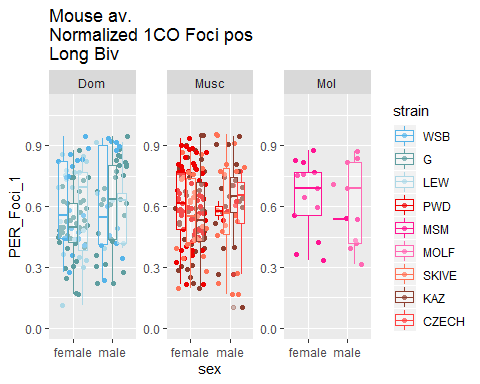 Mouse av.
Normalized 1CO Foci pos
Long Biv
Dom Musc Mol
PER_Foci_1
0.9 0.9 0.9
0.6 0.6 0.6
0.3 0.3 0.3
0.0 0.0 0.0
female male female male female male
sex
strain
WSB
G
LEW
PWD
MSM
MOLF
SKIVE
KAZ
CZECH